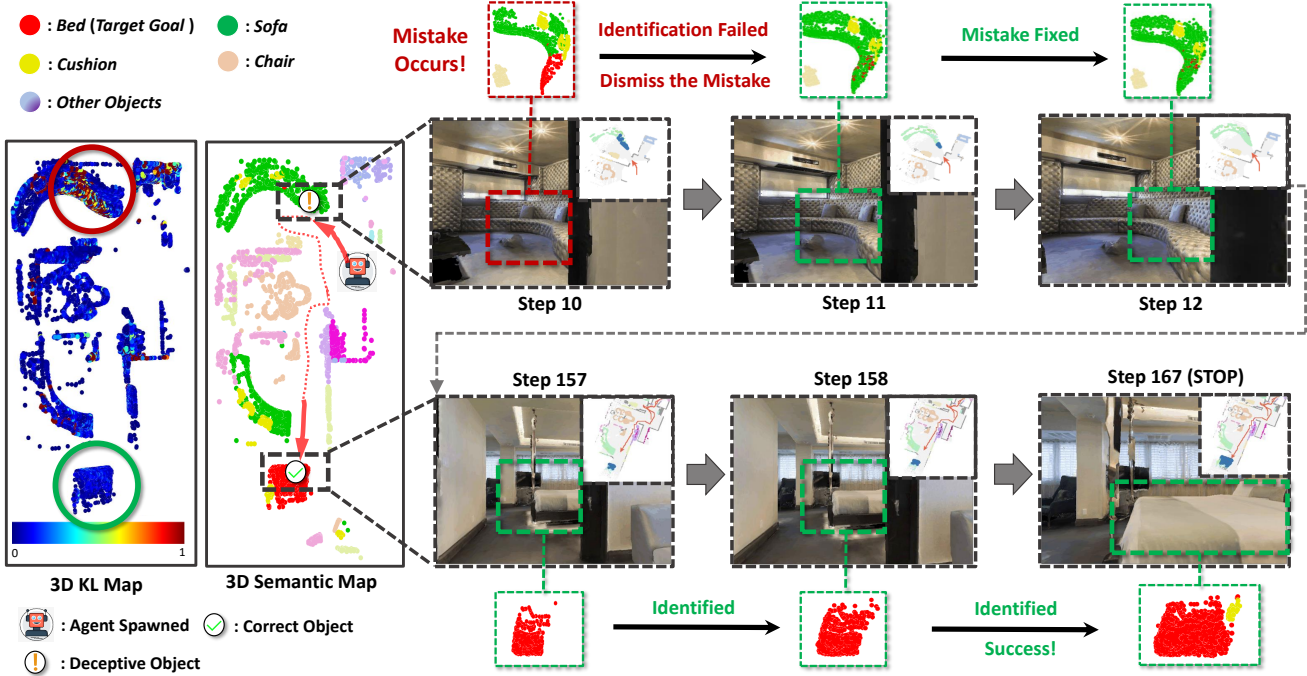 : Bed (Target Goal )
: Sofa
: Cushion
: Chair
: Other Objects
Mistake
Occurs!
Identification Failed
Dismiss the Mistake
Mistake Fixed
Step 10
Step 11
Step 12
Step 157
Step 158
Step 167 (STOP)
0
1
3D KL Map
3D Semantic Map
: Agent Spawned
: Correct Object
: Deceptive Object
Identified
Identified
Success!